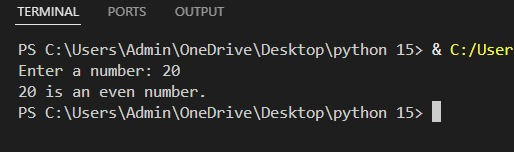 TERMINAL PORTS OUTPUT
PS C:\Users\Admin\OneDrive\Desktop\python 15> & C:/User
Enter a number: 20
20 is an even number.
PS C:\Users\Admin\OneDrive\Desktop\python 15>